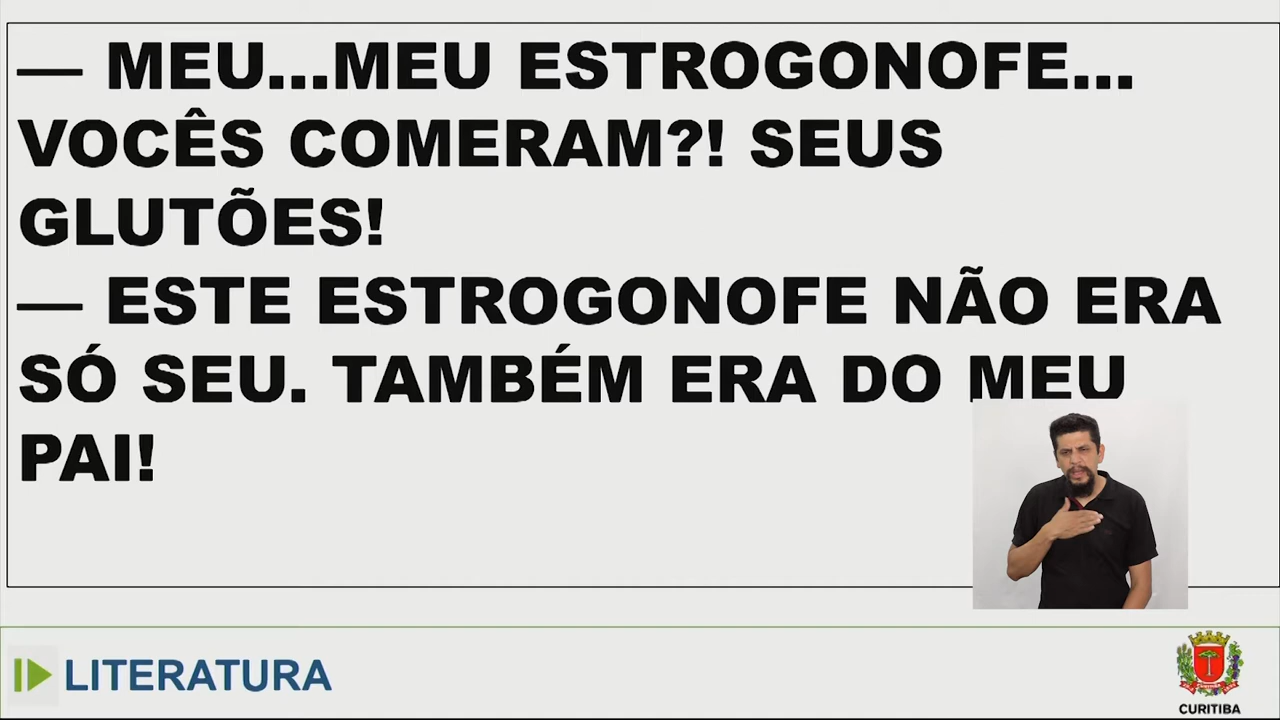 — MEU...MEU ESTROGONOFE...
VOCÊS COMERAM?! SEUS
GLUTÕES!
— ESTE ESTROGONOFE NÃO ERA
SÓ SEU. TAMBÉM ERA DO MEU
PAI!
LITERATURA
CURITIBA